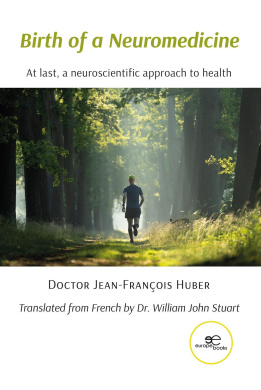 Birth of a Neuromedicine
At last, a neuroscientific approach to health
Doctor Jean-François Huber
Translated from French by Dr. William John Stuart
europe
books